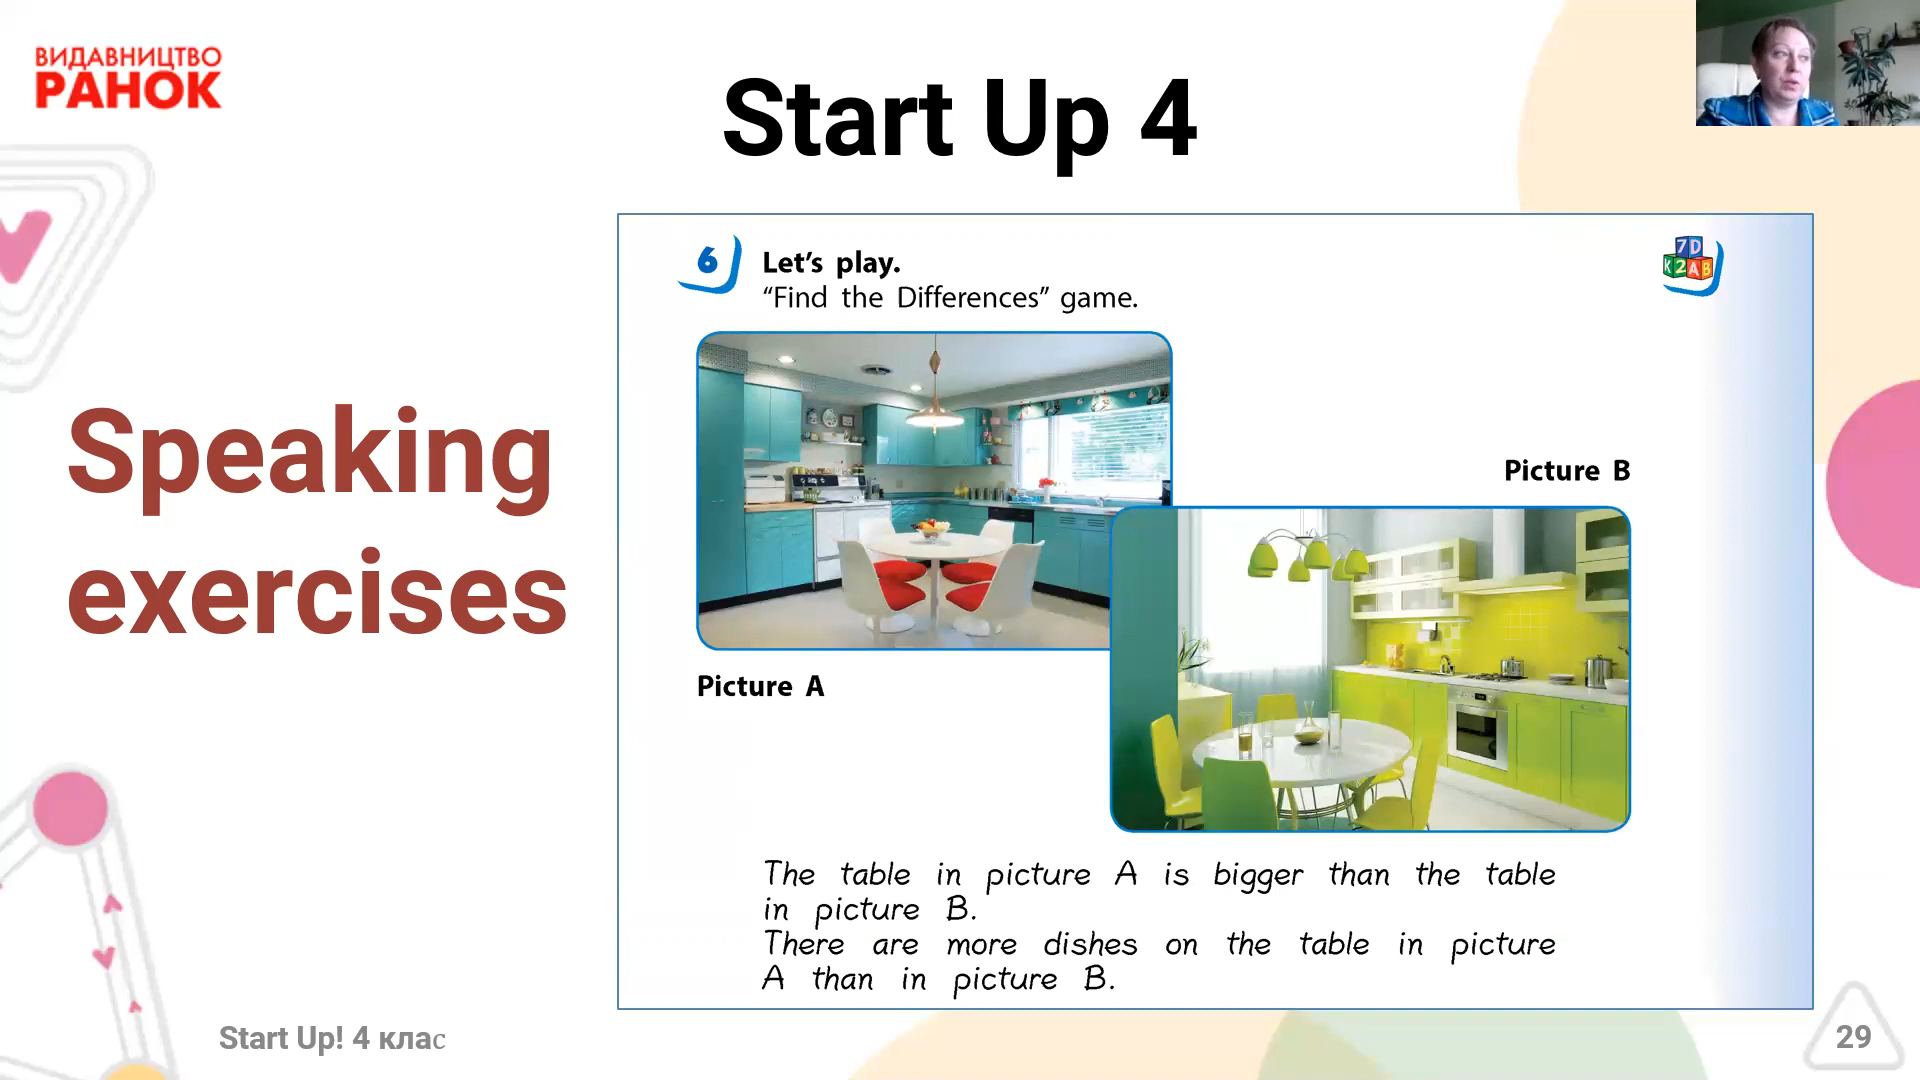 ВИДАВНИЦТВО
РАНОК
Start Up 4
Speaking
exercises
6
Let's play.
"Find the Differences" game.
7D
K2AB
Picture A
Picture B
The table in picture A is bigger than the table
in picture B.
There are more dishes on the table in picture
A than in picture B.
Start Up! 4 клас
29